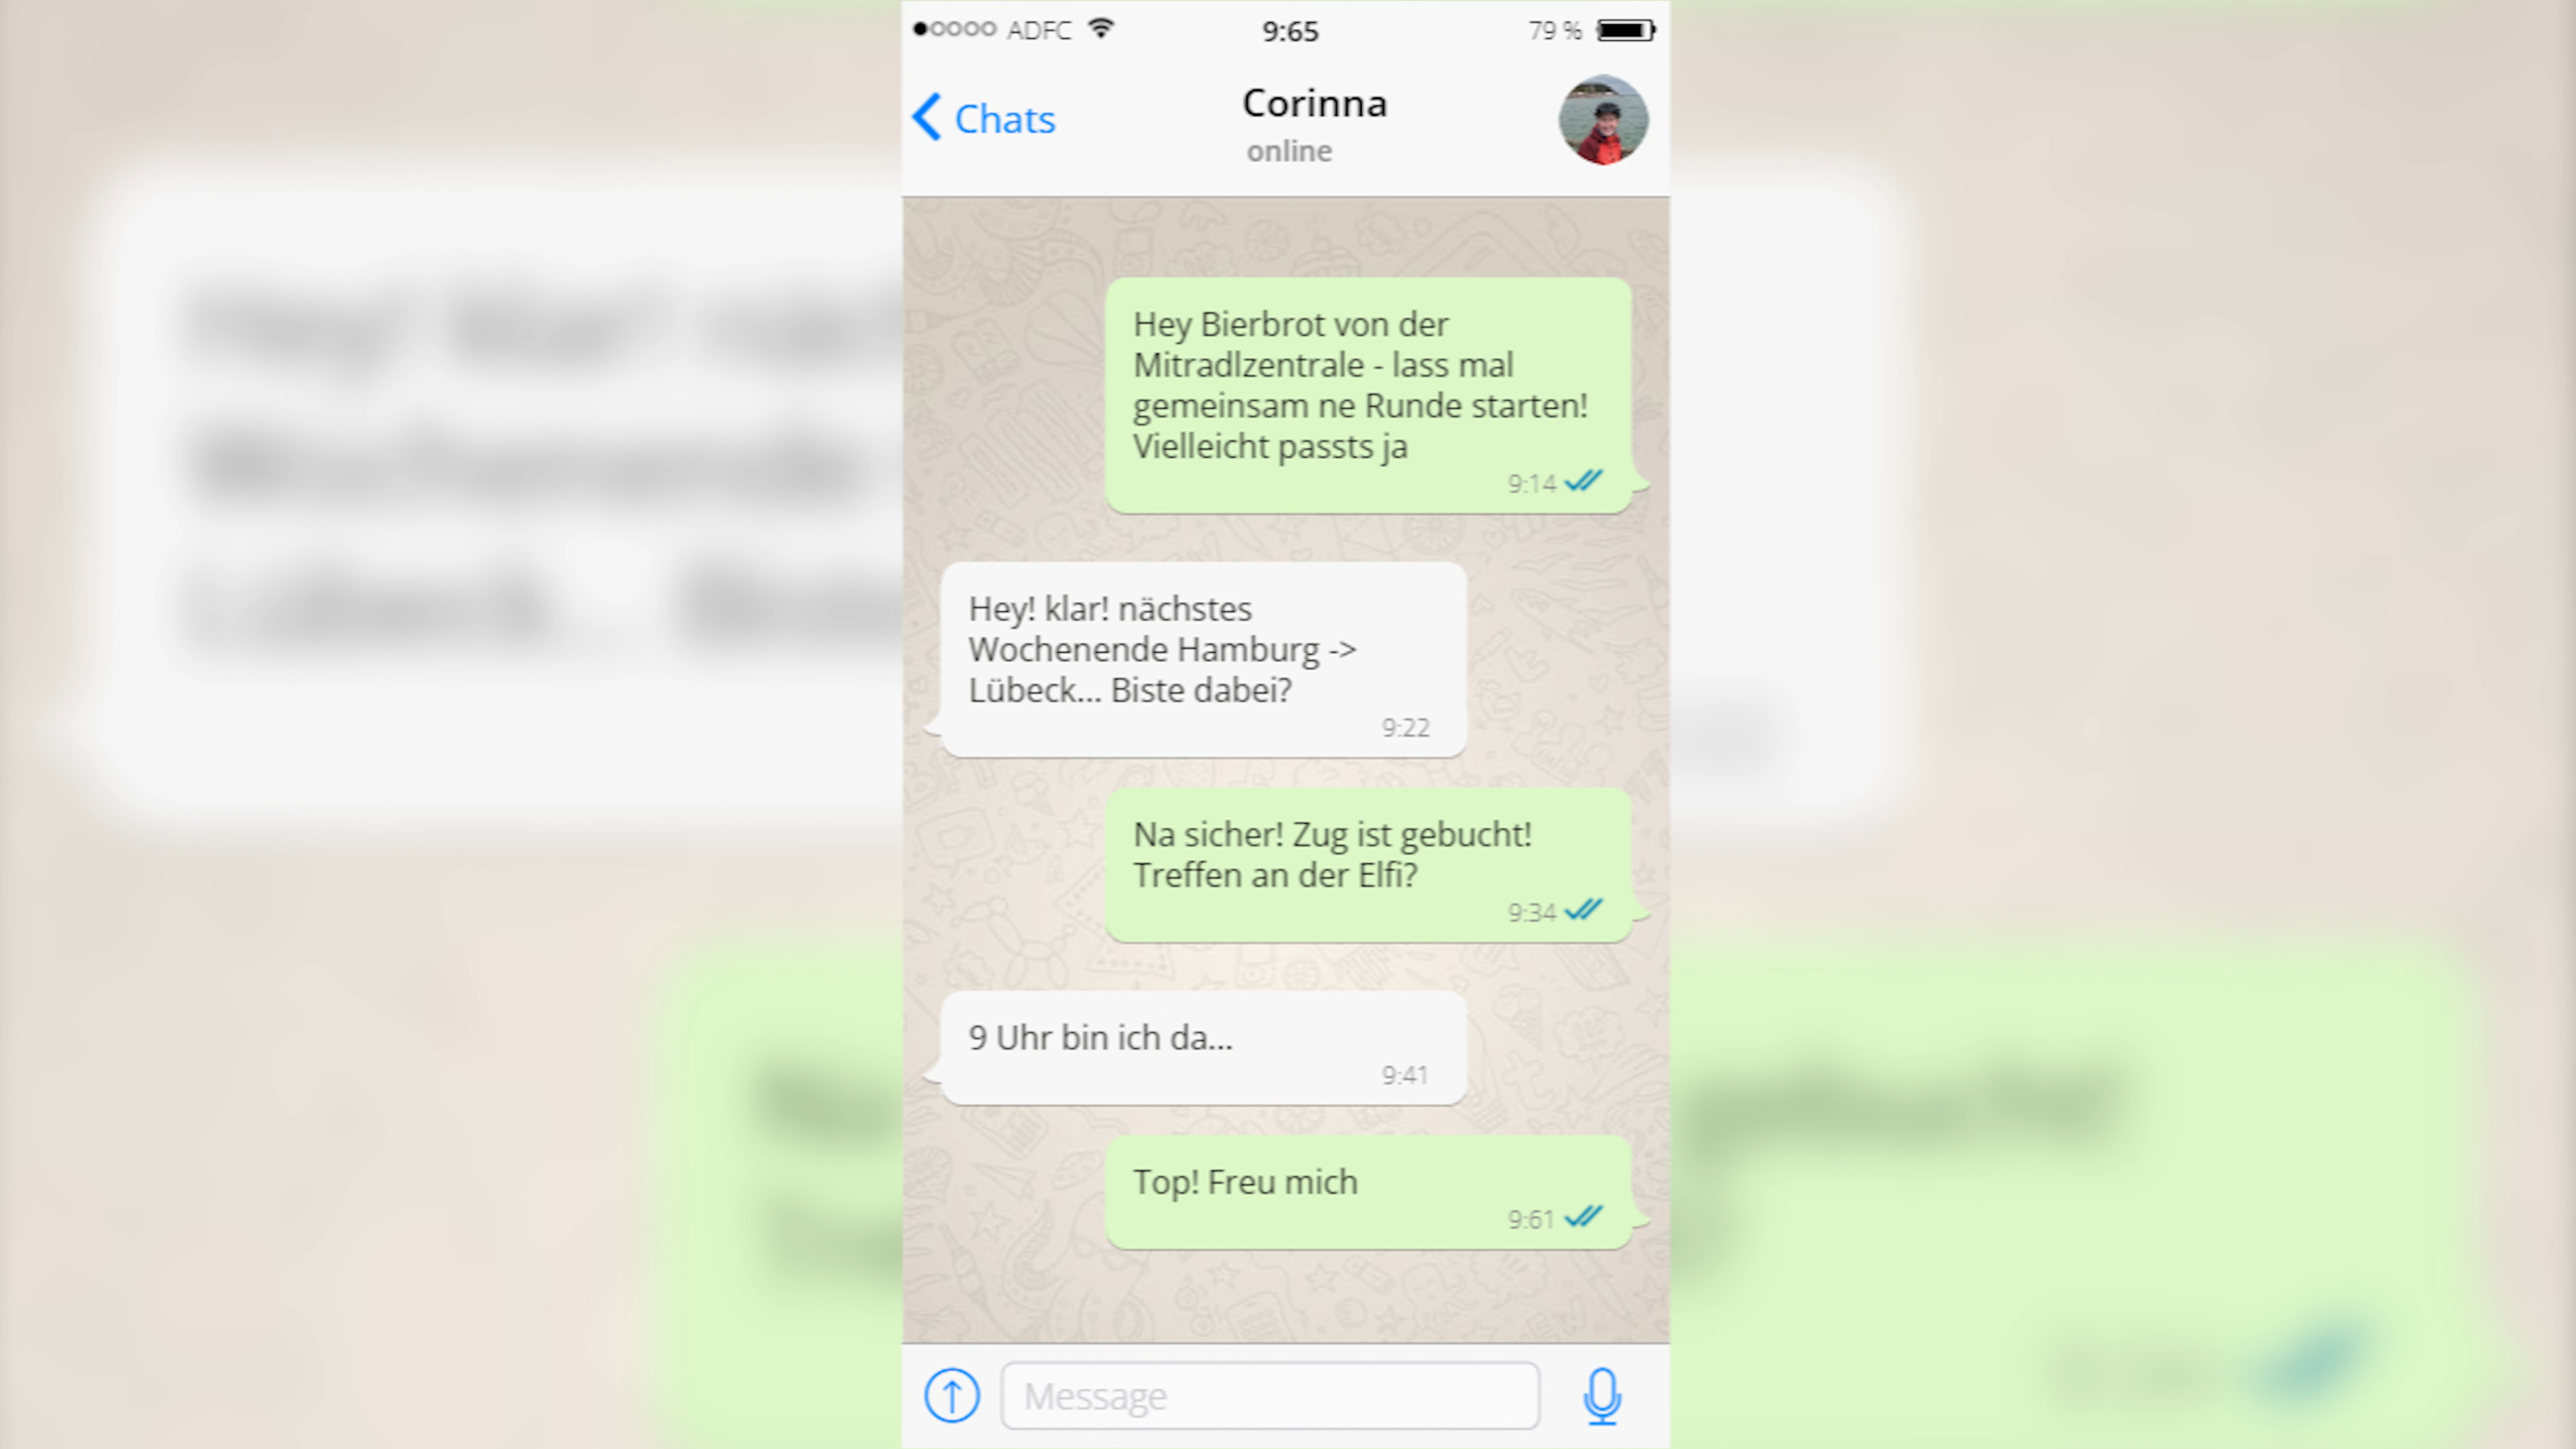 ADFC 9:65 79 %
Chats
Corinna
online
Hey Bierbrot von der
Mitradlzentrale - lass mal
gemeinsam ne Runde starten!
Vielleicht passts ja
9:14
Hey! klar! nächstes
Wochenende Hamburg ->
Lübeck... Biste dabei?
9:22
Na sicher! Zug ist gebucht!
Treffen an der Elfi?
9:34
9 Uhr bin ich da...
9:41
Top! Freu mich
9:61
Message